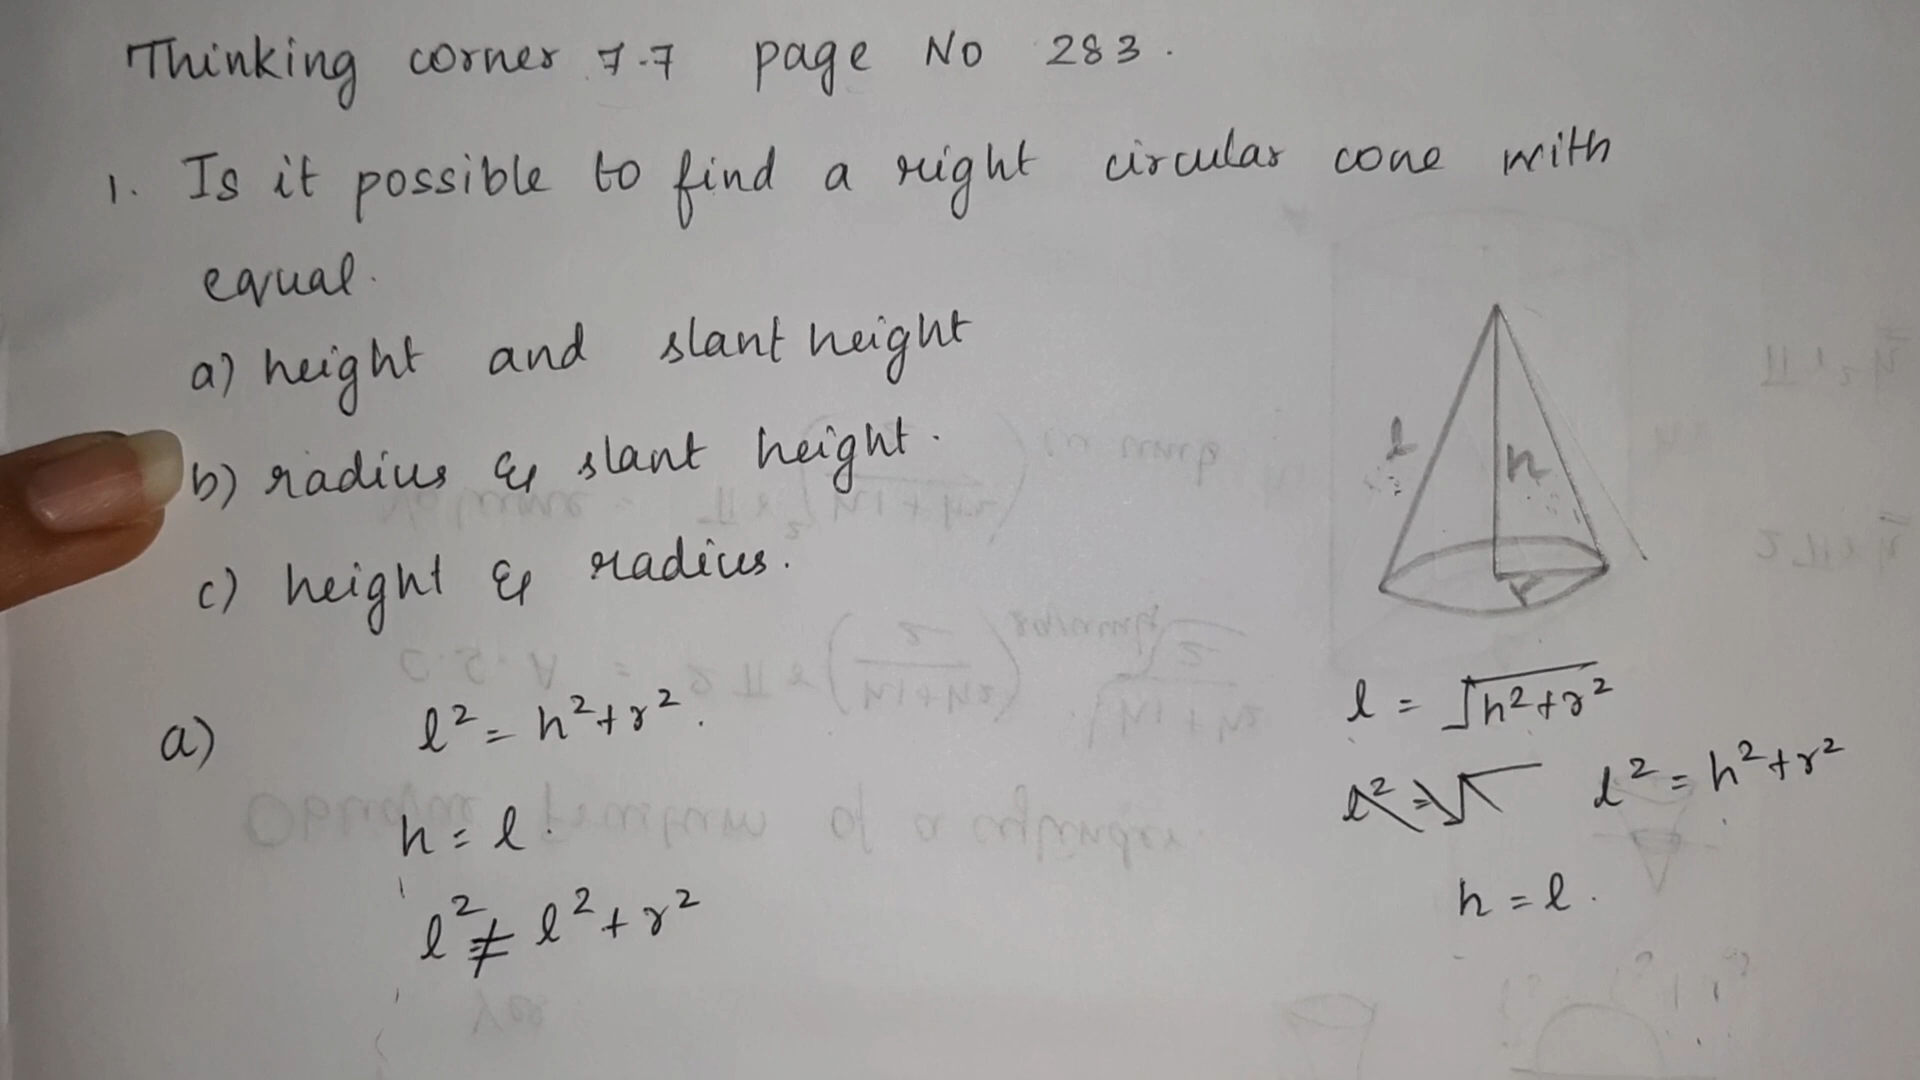 Thinking corner 7.7 page No 283.
1. Is it possible to find a right circular cone with
equal.
a) height and slant height
b) radius & slant height.
c) height & radius.
l
h
r
a) l² = h²+r².
h = l.
l² ≠ l²+r²
l = √h²+r²
l² = √ l² = h²+r²
h = l.